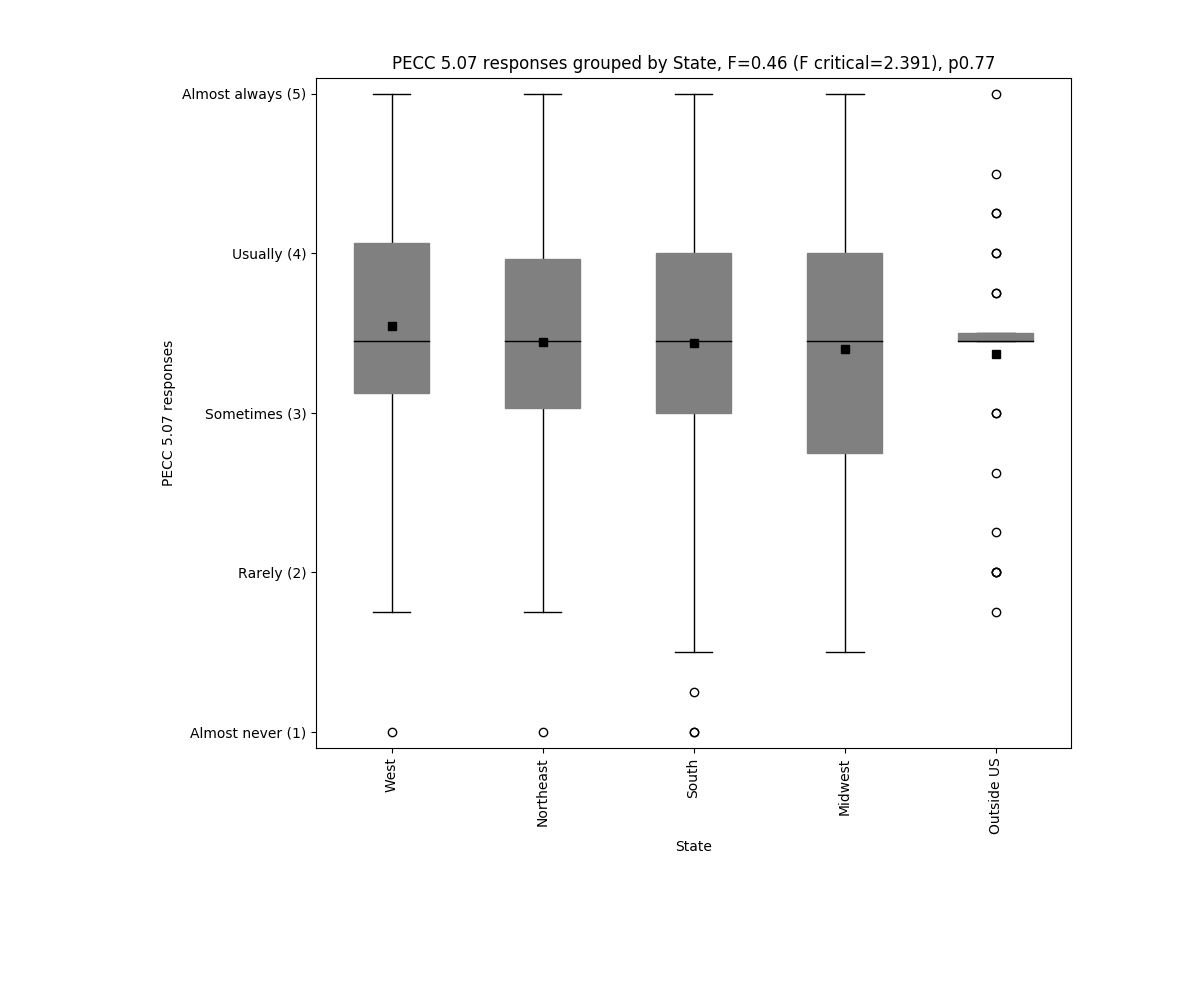 PECC 5.07 responses grouped by State, F=0.46 (F critical=2.391), p0.77
Almost always (5)
Usually (4)
Sometimes (3)
Rarely (2)
Almost never (1)
PECC 5.07 responses
West
Northeast
South
Midwest
Outside US
State